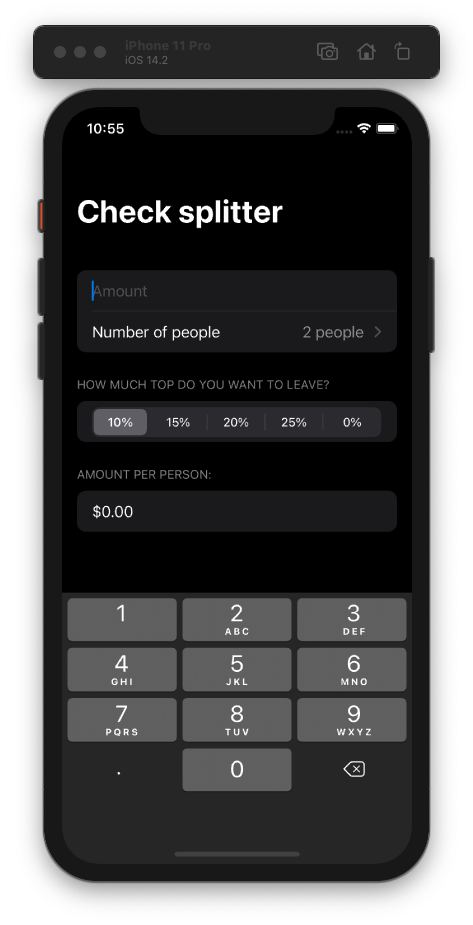 iPhone 11 Pro
iOS 14.2
10:55
Check splitter
Amount
Number of people 2 people
HOW MUCH TOP DO YOU WANT TO LEAVE?
10% 15% 20% 25% 0%
AMOUNT PER PERSON:
$0.00
1 2 3
ABC DEF
4 5 6
GHI JKL MNO
7 8 9
PQRS TUV WXYZ
. 0